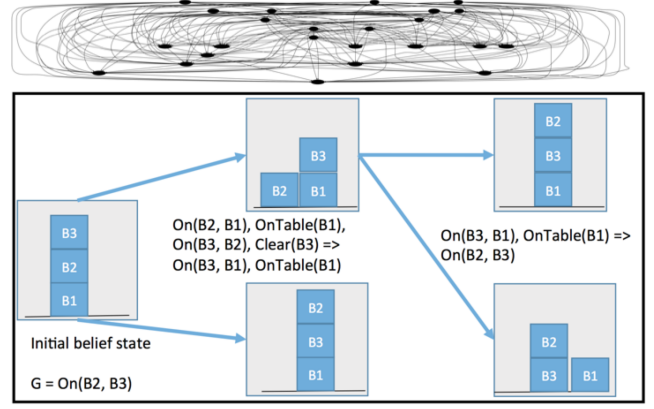 B2
B3
B1
B3
B2
B1
B3
B2
B1
On(B2, B1), OnTable(B1),
On(B3, B2), Clear(B3) =>
On(B3, B1), OnTable(B1)
On(B3, B1), OnTable(B1) =>
On(B2, B3)
B2
B3
B1
B2
B3
B1
Initial belief state
G = On(B2, B3)